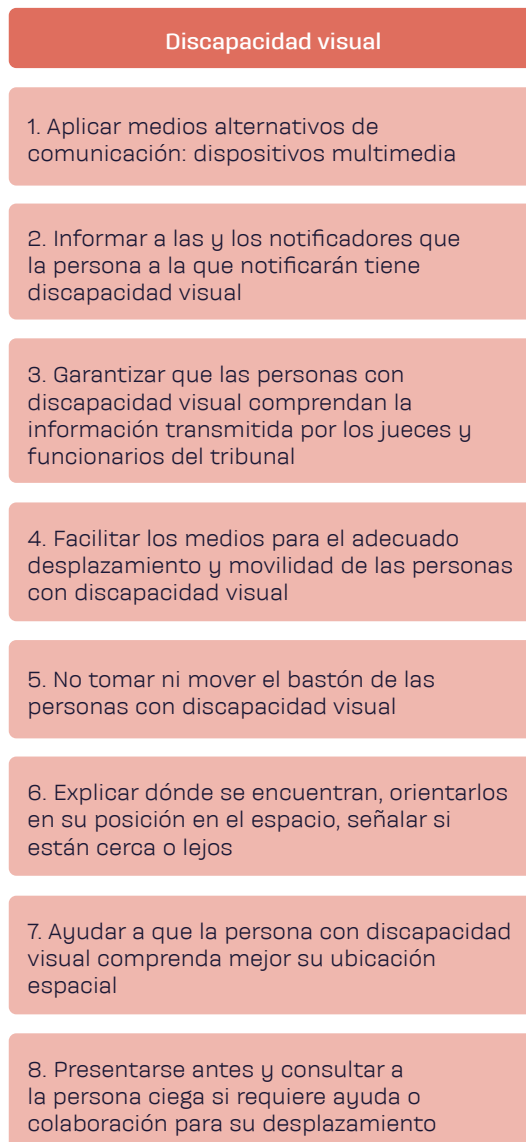 Discapacidad visual
1. Aplicar medios alternativos de
comunicación: dispositivos multimedia
2. Informar a las y los notificadores que
la persona a la que notificarán tiene
discapacidad visual
3. Garantizar que las personas con
discapacidad visual comprendan la
información transmitida por los jueces y
funcionarios del tribunal
4. Facilitar los medios para el adecuado
desplazamiento y movilidad de las personas
con discapacidad visual
5. No tomar ni mover el bastón de las
personas con discapacidad visual
6. Explicar dónde se encuentran, orientarlos
en su posición en el espacio, señalar si
están cerca o lejos
7. Ayudar a que la persona con discapacidad
visual comprenda mejor su ubicación
espacial
8. Presentarse antes y consultar a
la persona ciega si requiere ayuda o
colaboración para su desplazamiento